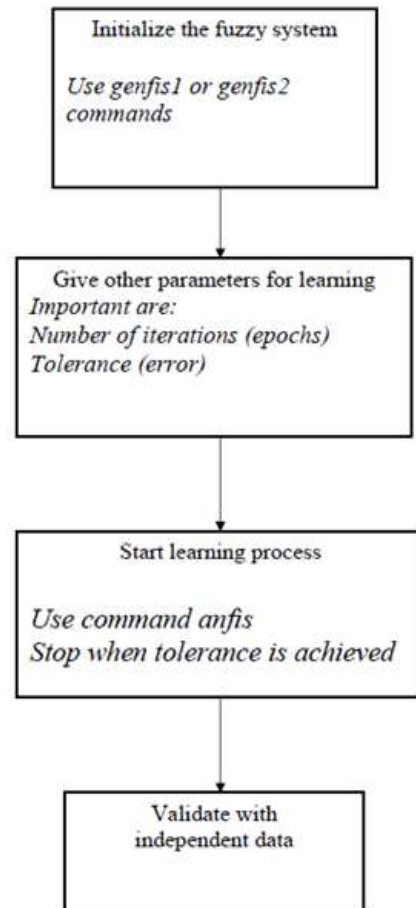 Initialize the fuzzy system
Use genfis1 or genfis2
commands
Give other parameters for learning
Important are:
Number of iterations (epochs)
Tolerance (error)
Start learning process
Use command anfis
Stop when tolerance is achieved
Validate with
independent data